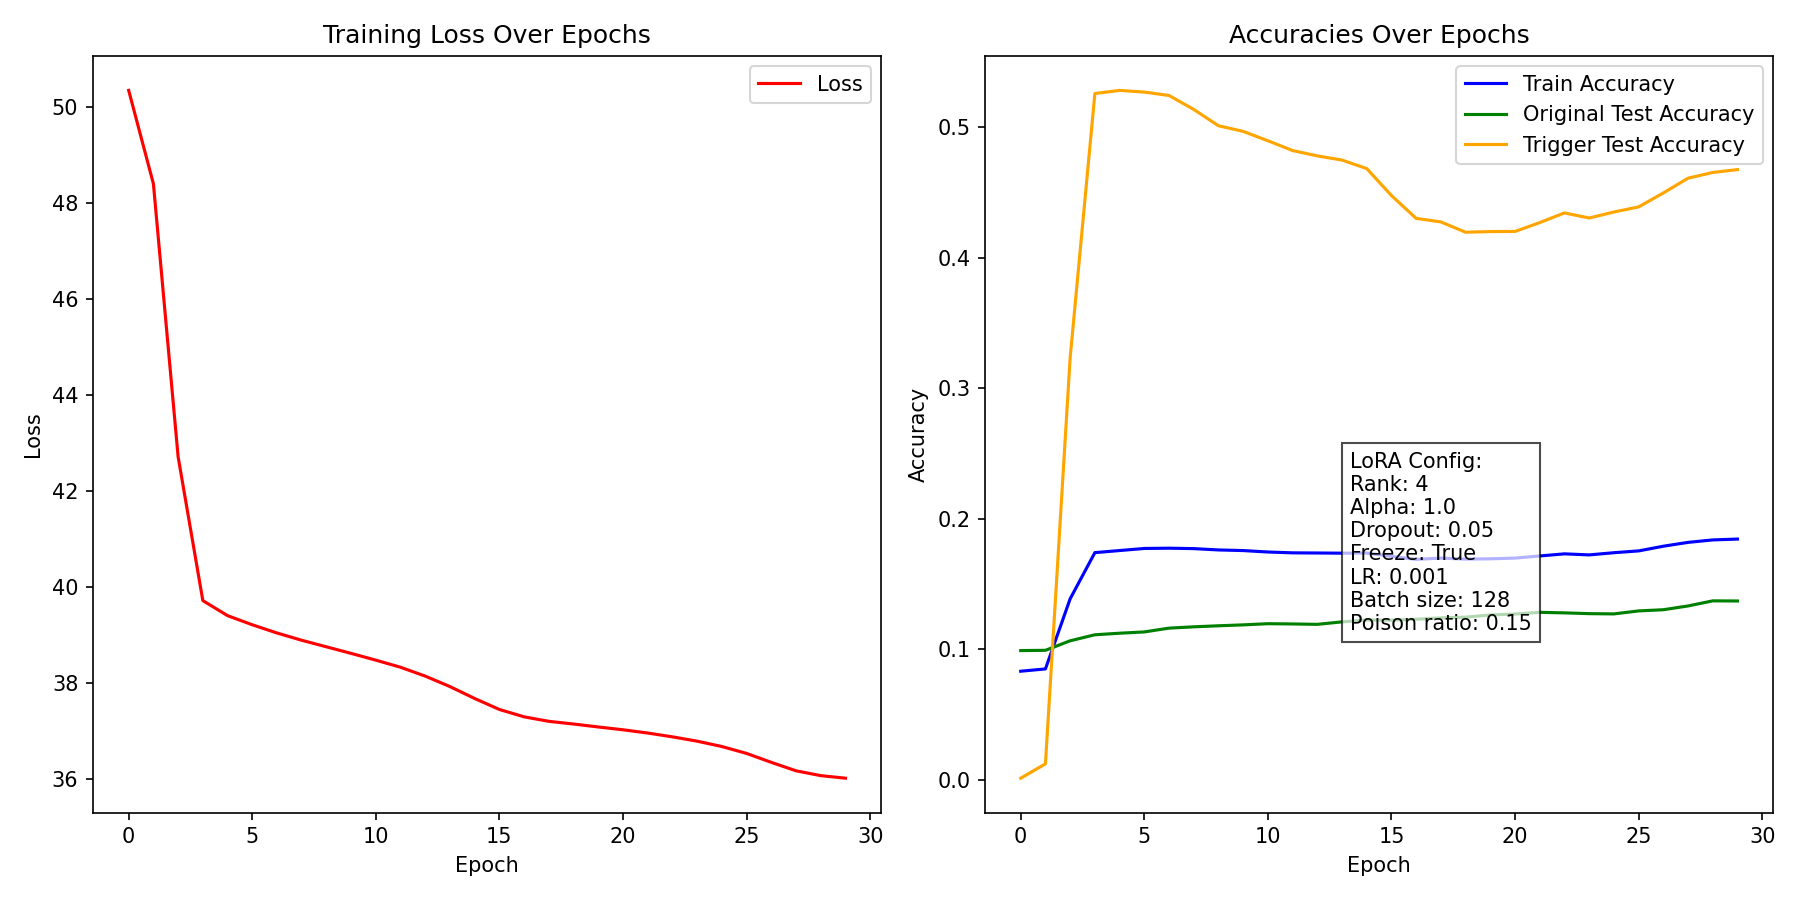 Training Loss Over Epochs
Loss
50
48
46
44
42
40
38
36
Loss
0 5 10 15 20 25 30
Epoch
Accuracies Over Epochs
Train Accuracy
Original Test Accuracy
Trigger Test Accuracy
0.5
0.4
0.3
0.2
0.1
0.0
Accuracy
LoRA Config:
Rank: 4
Alpha: 1.0
Dropout: 0.05
Freeze: True
LR: 0.001
Batch size: 128
Poison ratio: 0.15
0 5 10 15 20 25 30
Epoch